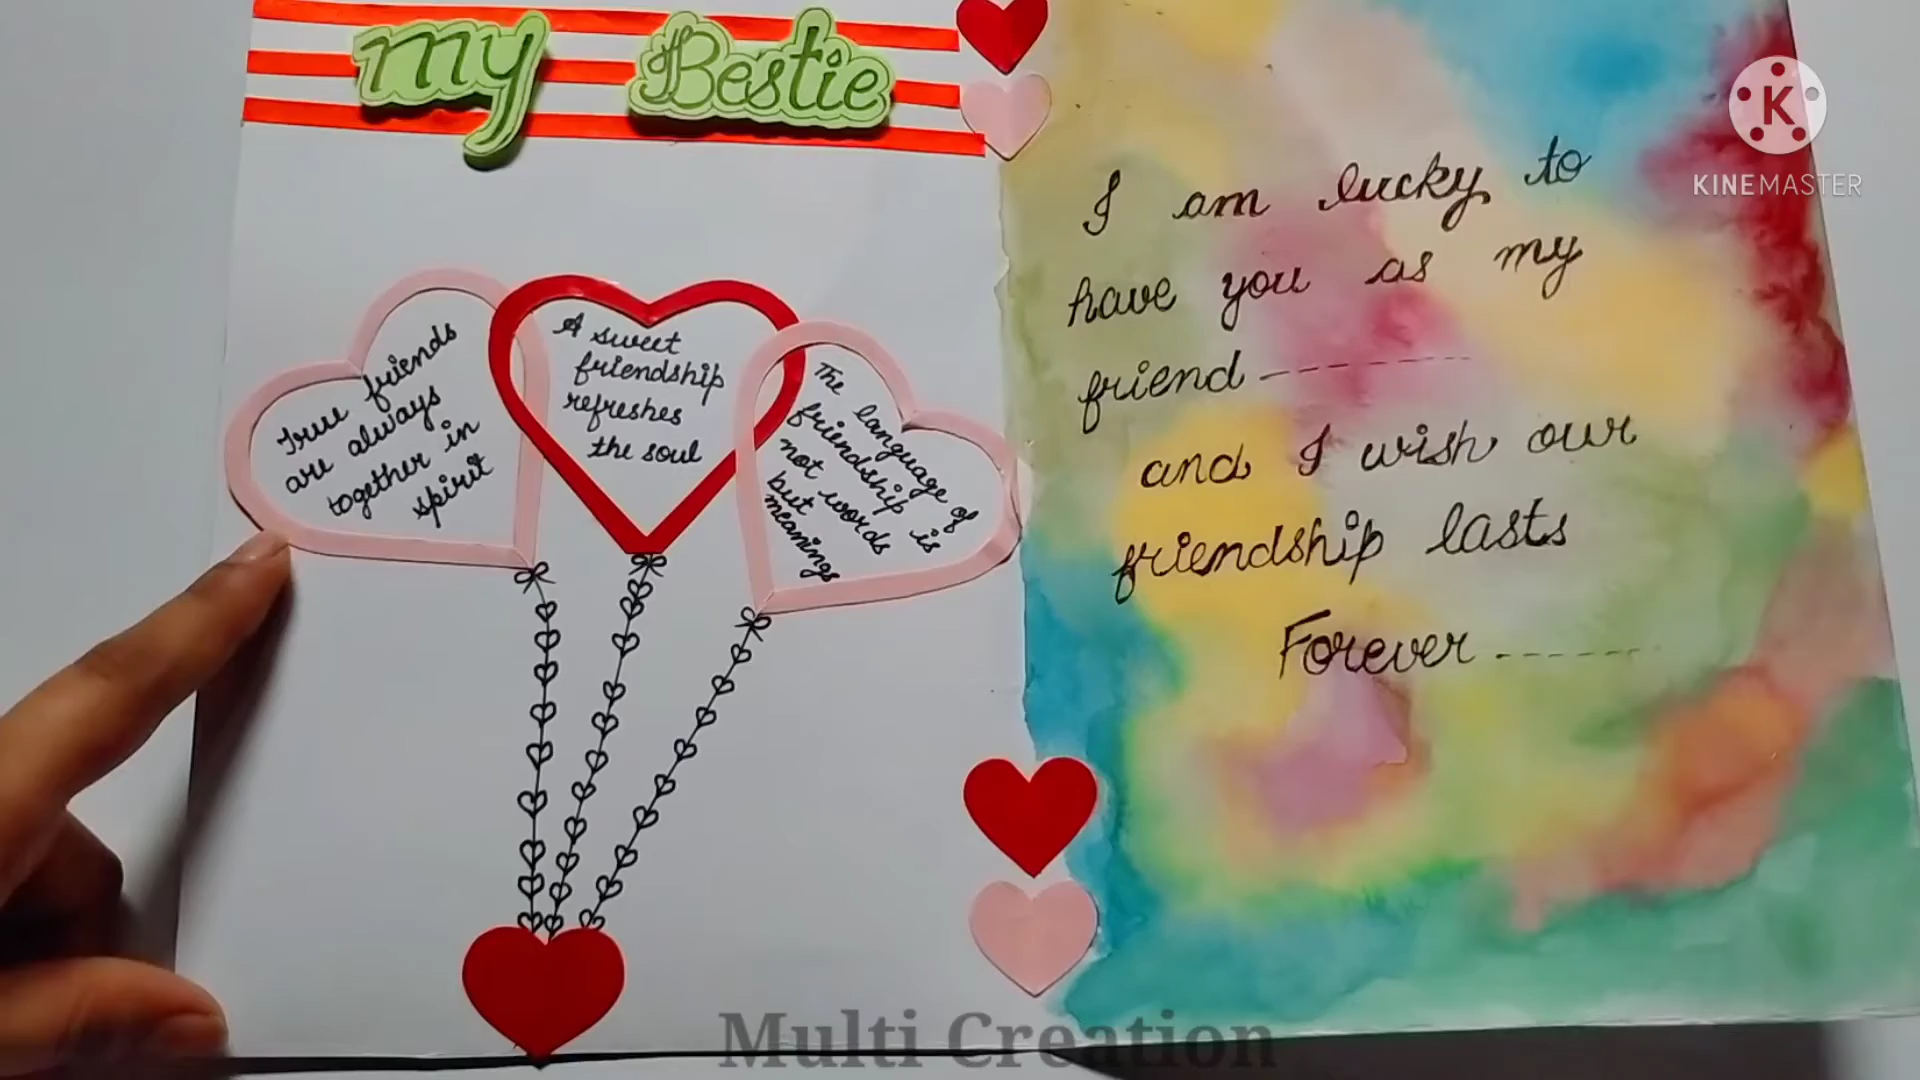 my Bestie
True friends
are always
together in
spirit
A sweet
friendship
refreshes
the soul
The language of
friendship is
not words
but
meanings
I am lucky to
have you as my
friend ---------
and I wish our
friendship lasts
Forever -------
K
KINEMASTER
Multi Creation